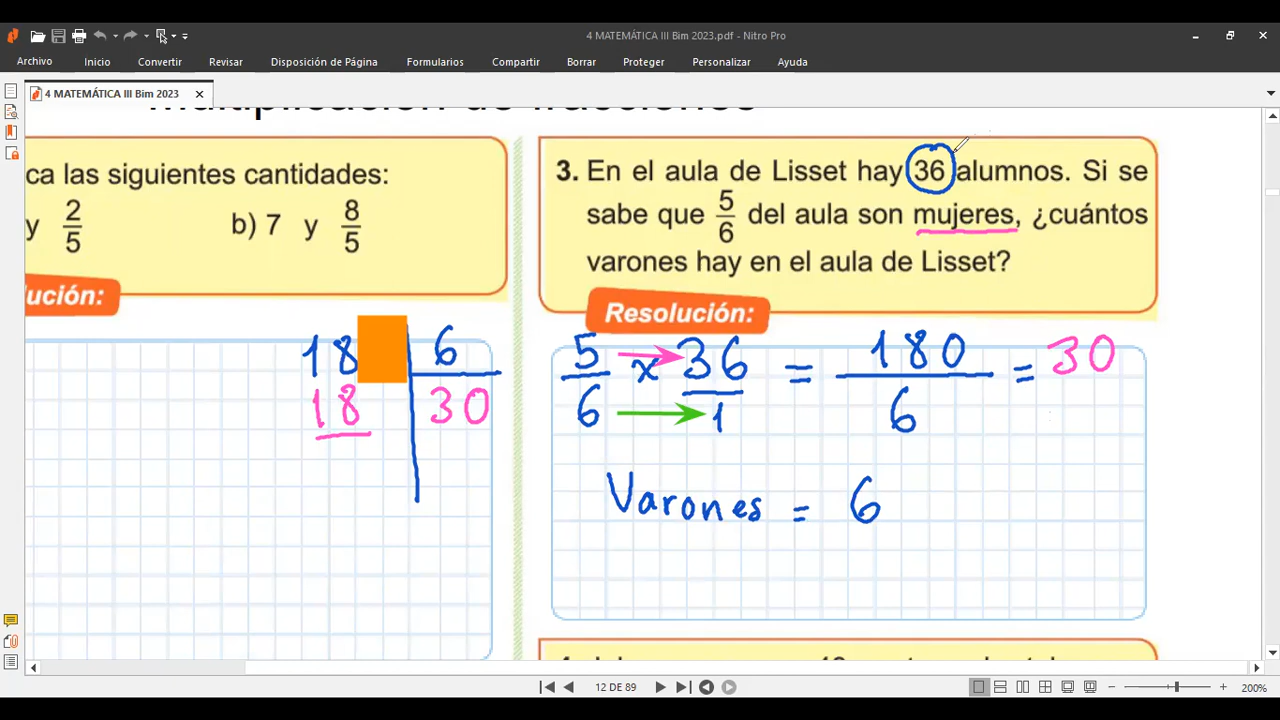 4 MATEMÁTICA III Bim 2023.pdf - Nitro Pro
Archivo Inicio Convertir Revisar Disposición de Página Formularios Compartir Borrar Proteger Personalizar Ayuda
4 MATEMÁTICA III Bim 2023
Multiplicación de fracciones
ca las siguientes cantidades:
y 2/5 b) 7 y 8/5
lución:
18 6
18 30
3. En el aula de Lisset hay 36 alumnos. Si se
sabe que 5/6 del aula son mujeres, ¿cuántos
varones hay en el aula de Lisset?
Resolución:
5/6 x 36/1 = 180/6 = 30
Varones = 6
12 DE 89
200%